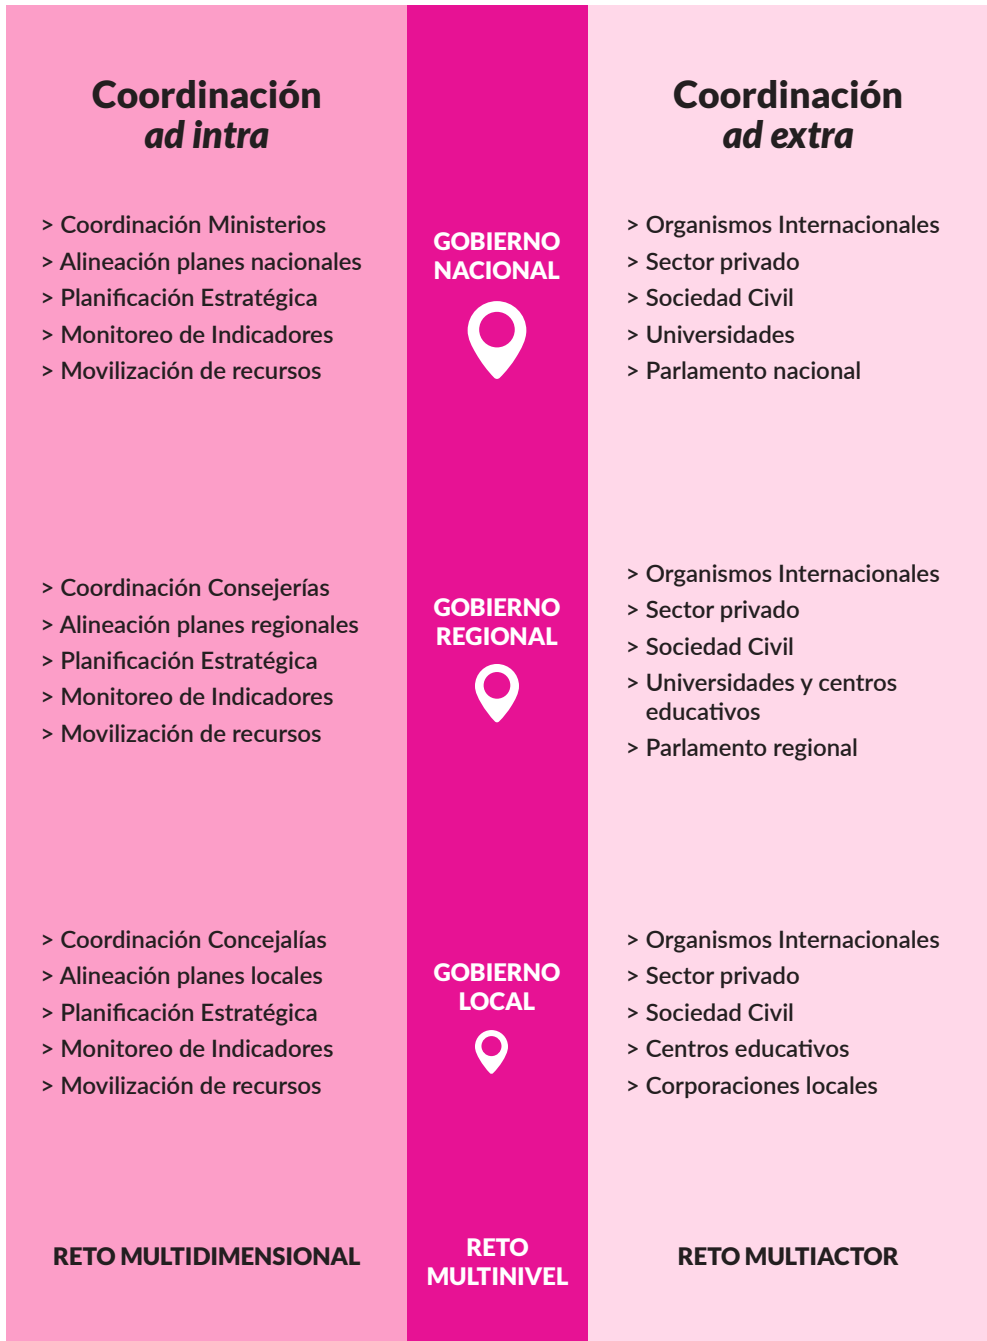 Coordinación
ad intra
> Coordinación Ministerios
> Alineación planes nacionales
> Planificación Estratégica
> Monitoreo de Indicadores
> Movilización de recursos
> Coordinación Consejerías
> Alineación planes regionales
> Planificación Estratégica
> Monitoreo de Indicadores
> Movilización de recursos
> Coordinación Concejalías
> Alineación planes locales
> Planificación Estratégica
> Monitoreo de Indicadores
> Movilización de recursos
RETO MULTIDIMENSIONAL
GOBIERNO
NACIONAL
GOBIERNO
REGIONAL
GOBIERNO
LOCAL
RETO
MULTINIVEL
Coordinación
ad extra
> Organismos Internacionales
> Sector privado
> Sociedad Civil
> Universidades
> Parlamento nacional
> Organismos Internacionales
> Sector privado
> Sociedad Civil
> Universidades y centros
educativos
> Parlamento regional
> Organismos Internacionales
> Sector privado
> Sociedad Civil
> Centros educativos
> Corporaciones locales
RETO MULTIACTOR